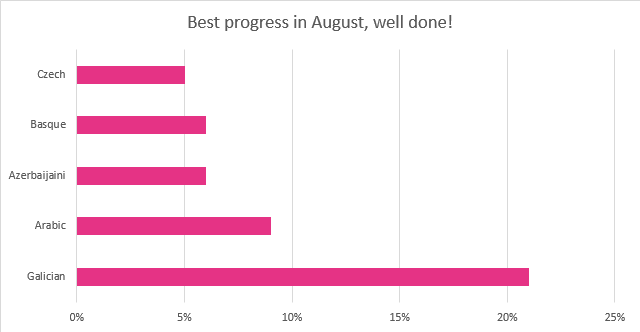 Best progress in August, well done!
Czech
Basque
Azerbaijaini
Arabic
Galician
0% 5% 10% 15% 20% 25%